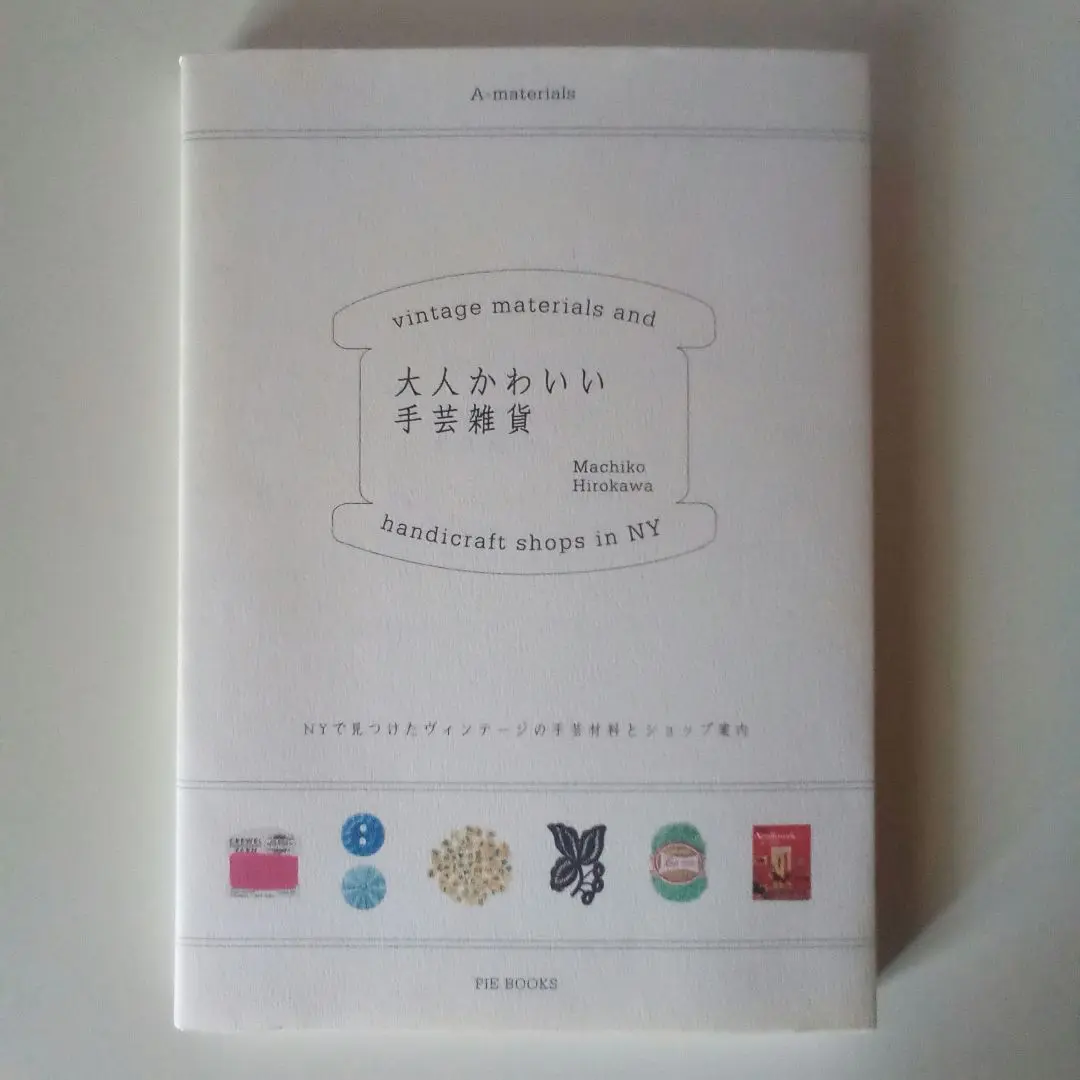 A・materials
vintage materials and
大人かわいい
手芸雑貨
Machiko
Hirokawa
handicraft shops in NY
NYで見つけたヴィンテージの手芸材料とショップ案内
CREWEL
YARN
PIE BOOKS